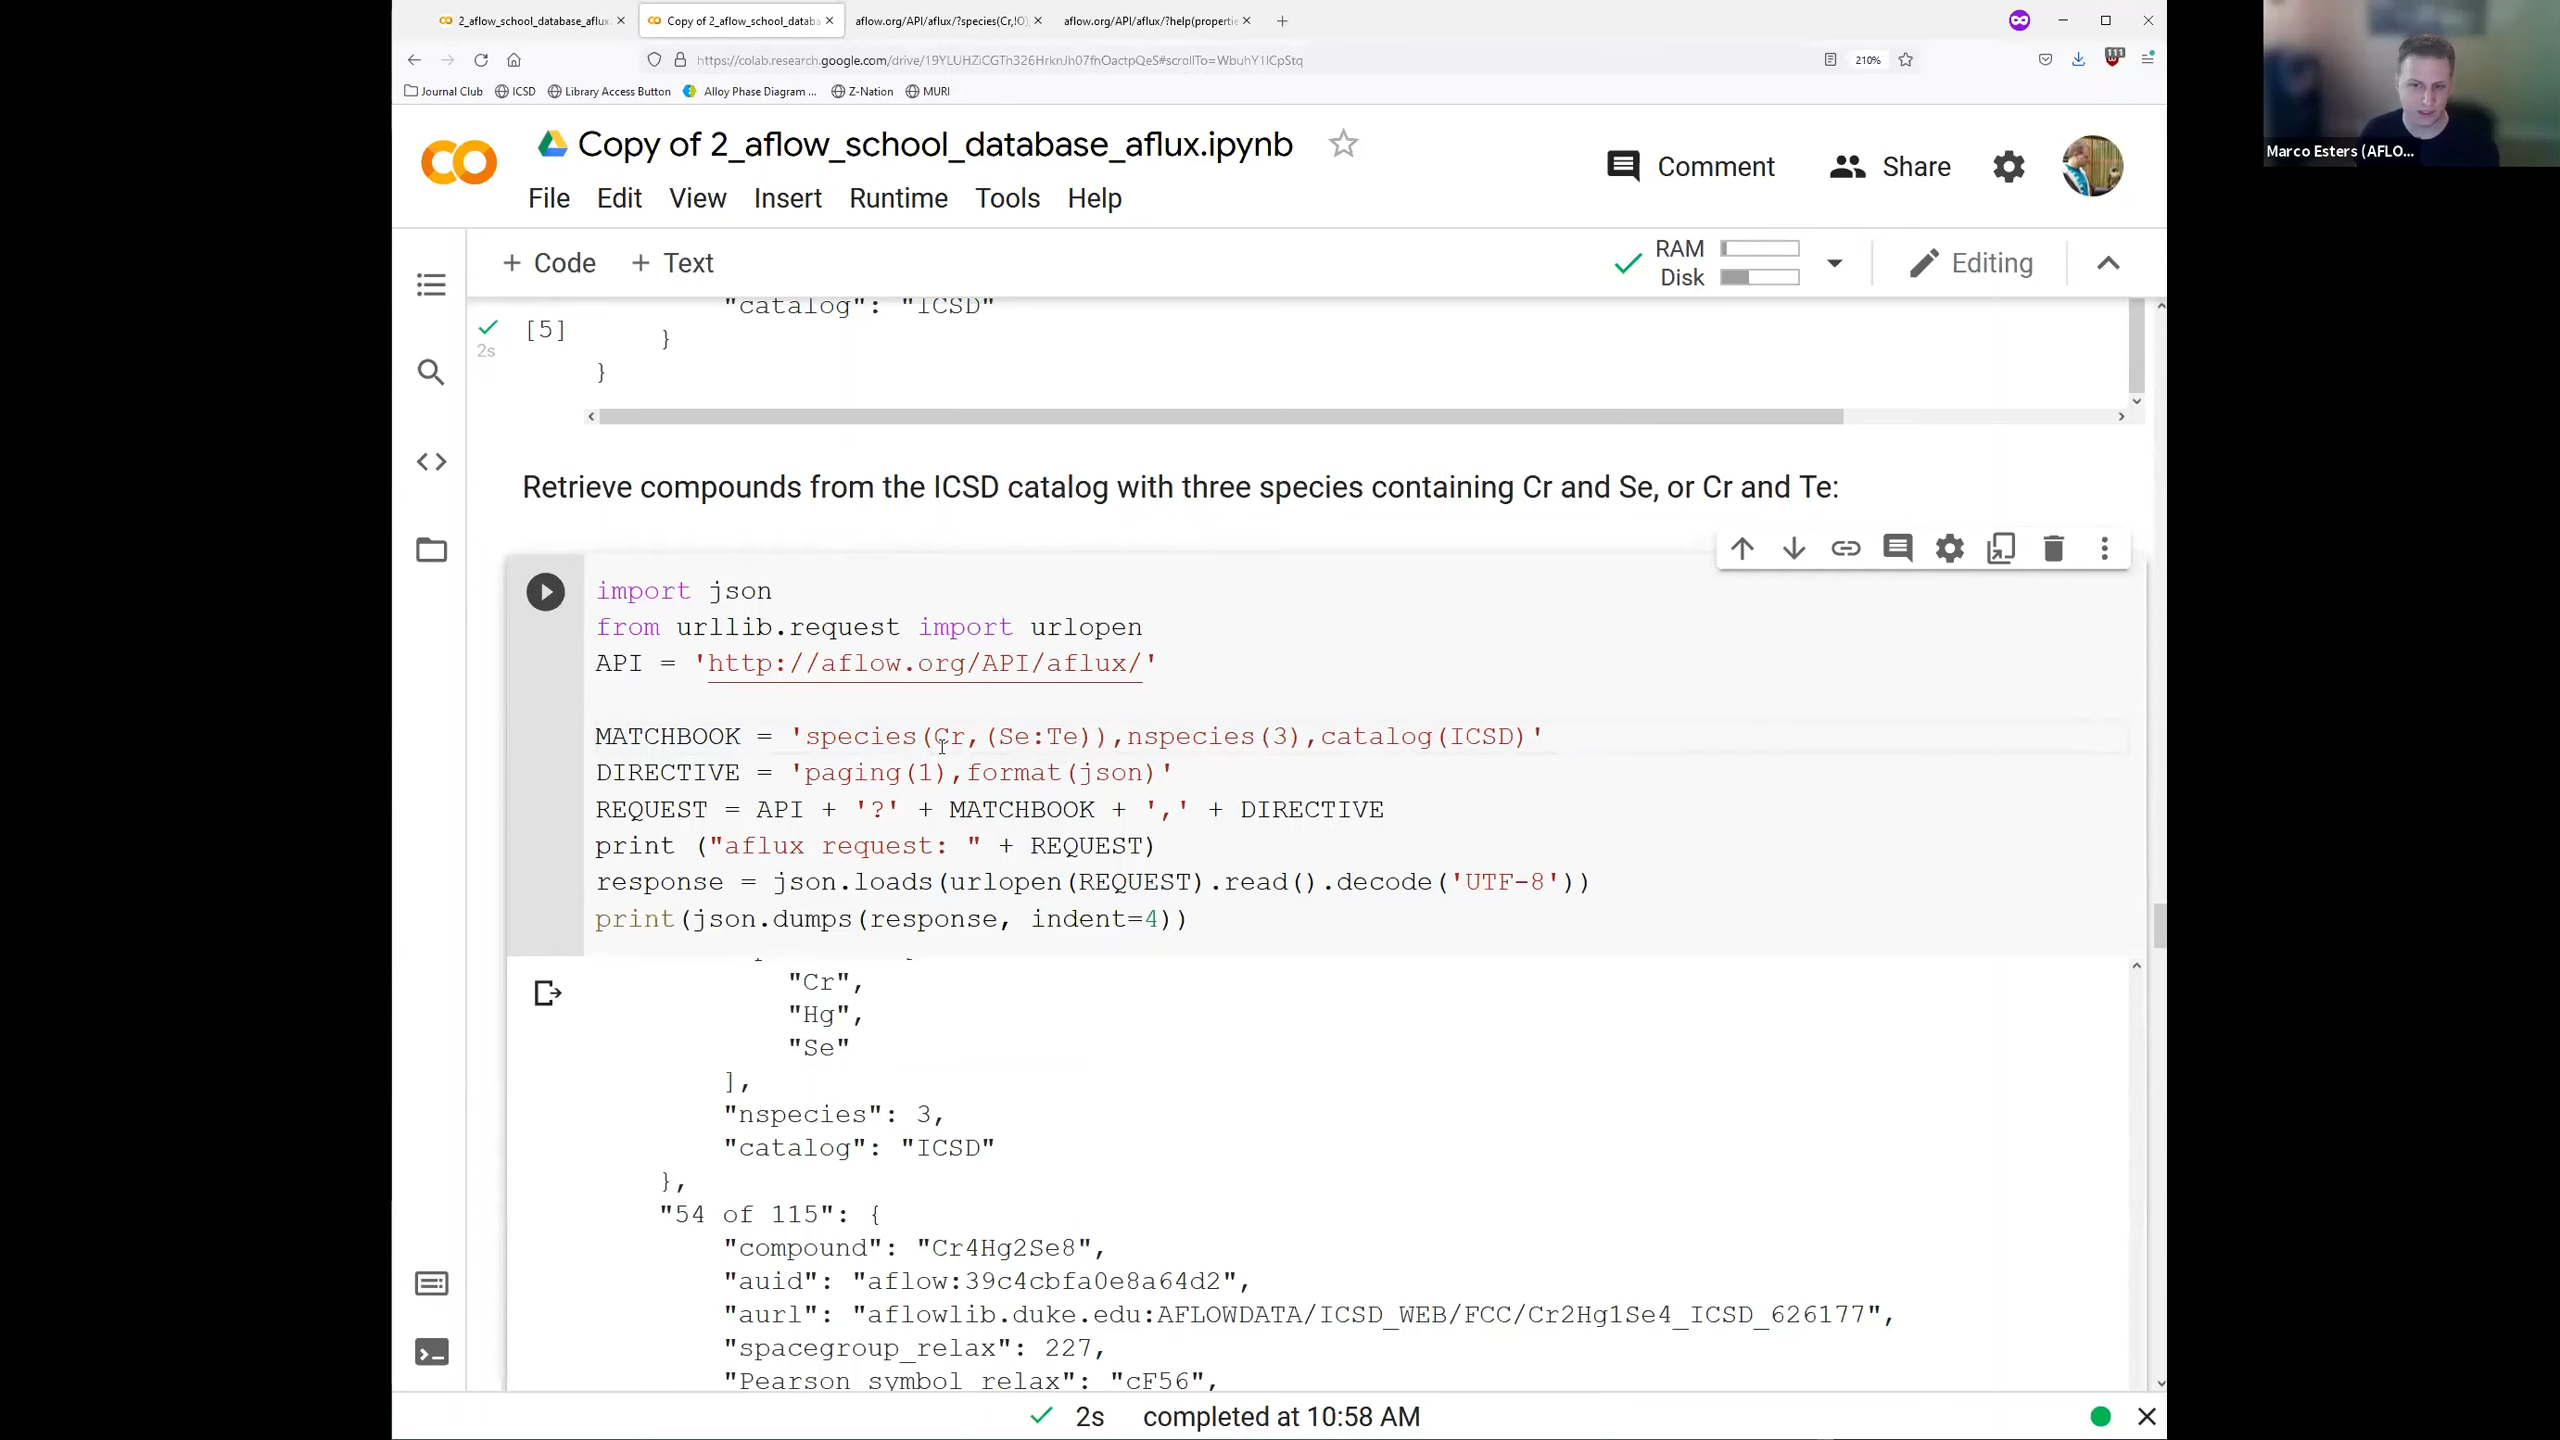 2_aflow_school_database_aflux.
Copy of 2_aflow_school_databa
aflow.org/API/aflux/?species(Cr,!O)
aflow.org/API/aflux/?help(properti
https://colab.research.google.com/drive/19YLUHZiCGTh326HrknJh07fhOactpQeS#scrollTo=WbuhY1lCpStq
210%
111
Journal Club
ICSD
Library Access Button
Alloy Phase Diagram ...
Z-Nation
MURI
Marco Esters (AFLO...
Copy of 2_aflow_school_database_aflux.ipynb
Comment
Share
File Edit View Insert Runtime Tools Help
+ Code + Text
RAM
Disk
Editing
"catalog": "ICSD"
[5]
2s
}
}
Retrieve compounds from the ICSD catalog with three species containing Cr and Se, or Cr and Te:
import json
from urllib.request import urlopen
API = 'http://aflow.org/API/aflux/'
MATCHBOOK = 'species(Cr,(Se:Te)),nspecies(3),catalog(ICSD)'
DIRECTIVE = 'paging(1),format(json)'
REQUEST = API + '?' + MATCHBOOK + ',' + DIRECTIVE
print ("aflux request: " + REQUEST)
response = json.loads(urlopen(REQUEST).read().decode('UTF-8'))
print(json.dumps(response, indent=4))
"Cr",
"Hg",
"Se"
],
"nspecies": 3,
"catalog": "ICSD"
},
"54 of 115": {
"compound": "Cr4Hg2Se8",
"auid": "aflow:39c4cbfa0e8a64d2",
"aurl": "aflowlib.duke.edu:AFLOWDATA/ICSD_WEB/FCC/Cr2Hg1Se4_ICSD_626177",
"spacegroup_relax": 227,
"Pearson_symbol_relax": "cF56",
2s completed at 10:58 AM